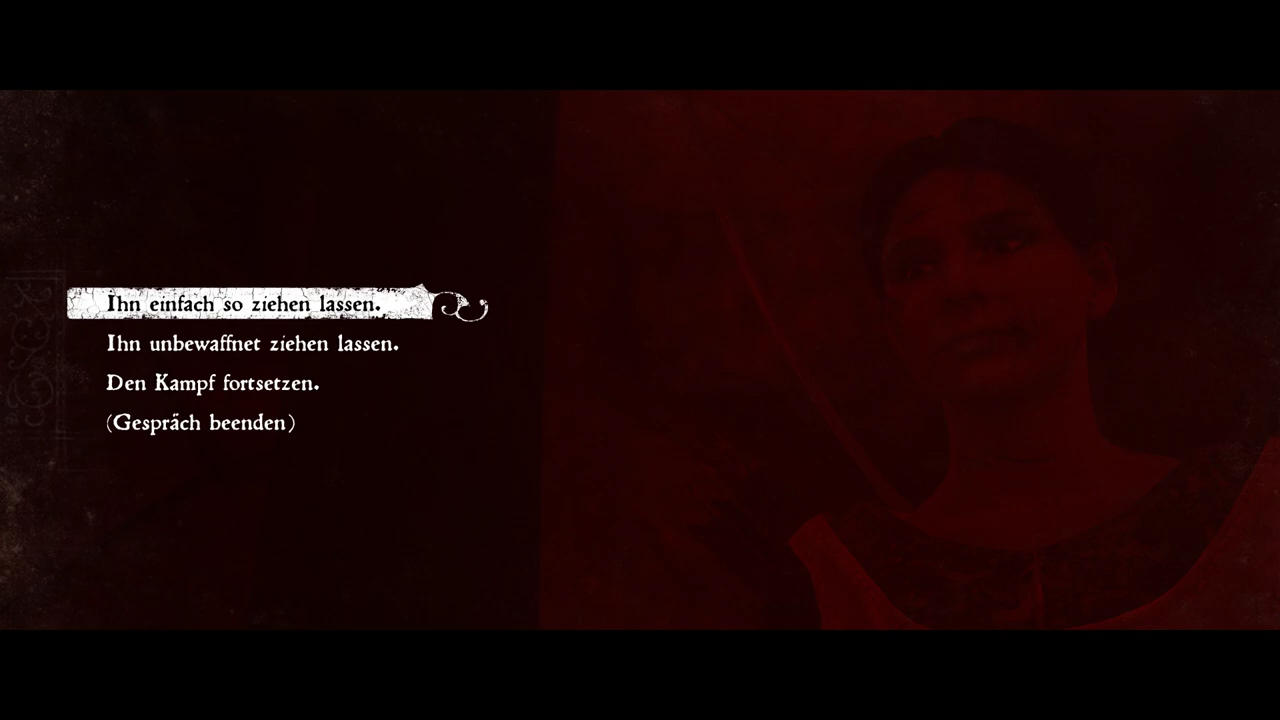 Ihn einfach so ziehen lassen.
Ihn unbewaffnet ziehen lassen.
Den Kampf fortsetzen.
(Gespräch beenden)